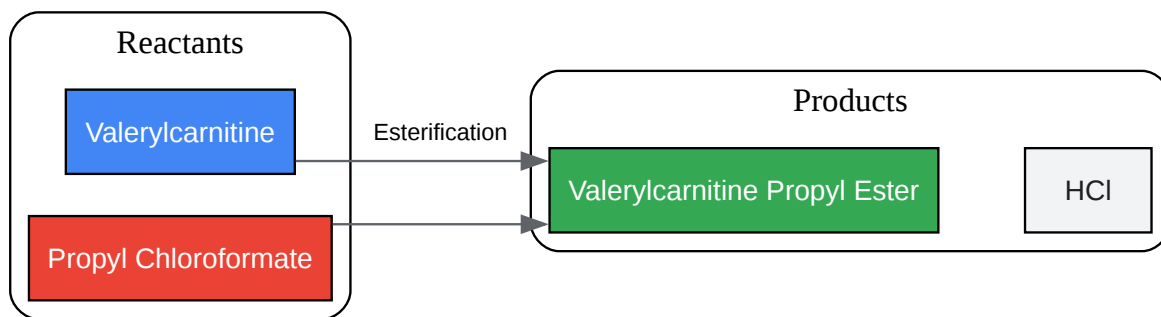 Reactants
Valerylcarnitine
Propyl Chloroformate
Esterification
Products
Valerylcarnitine Propyl Ester
HCl